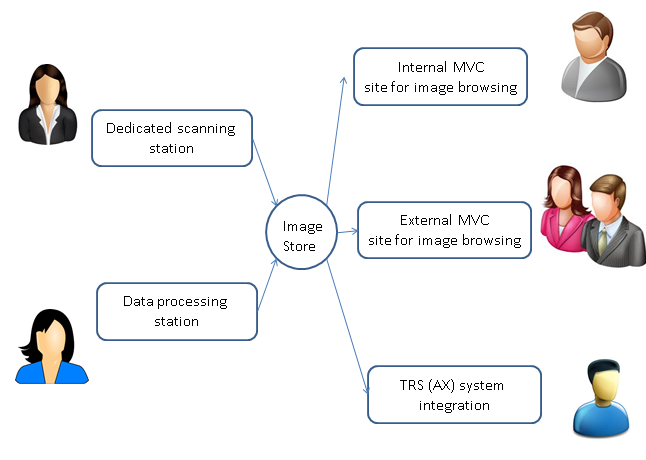 Internal MVC
site for image browsing
Dedicated scanning
station
Image
Store
External MVC
site for image browsing
Data processing
station
TRS (AX) system
integration